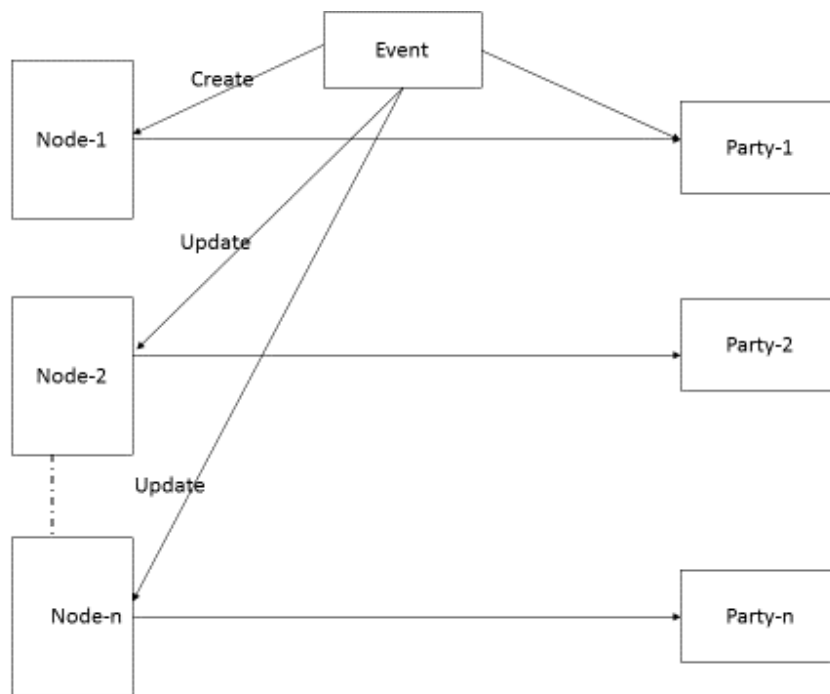 Event
Create
Node-1
Party-1
Update
Node-2
Party-2
Update
Node-n
Party-n